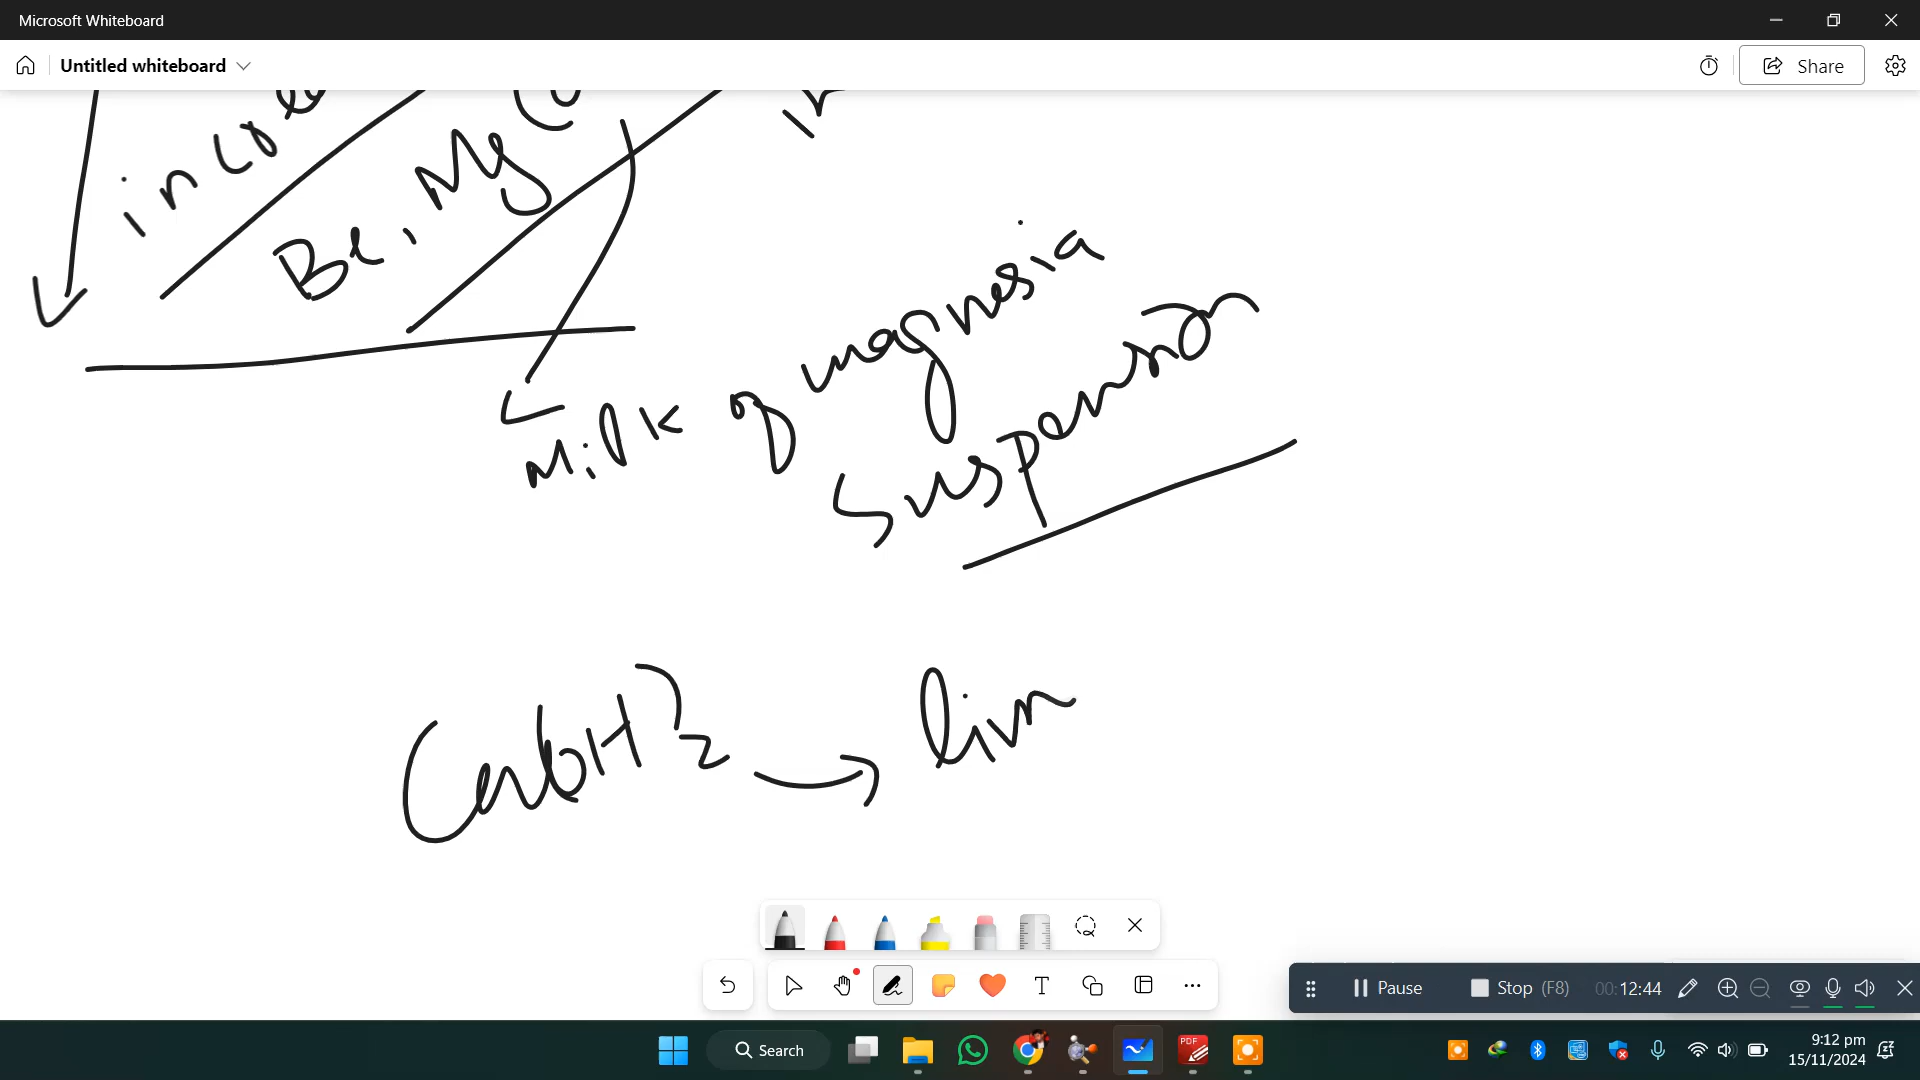 Microsoft Whiteboard
Untitled whiteboard
Share
Be, Mg
Milk of magnesia
suspension
Ca(OH)2 → lim
Pause
Stop (F8)
00:12:44
T
Search
PDF
9:12 pm
15/11/2024